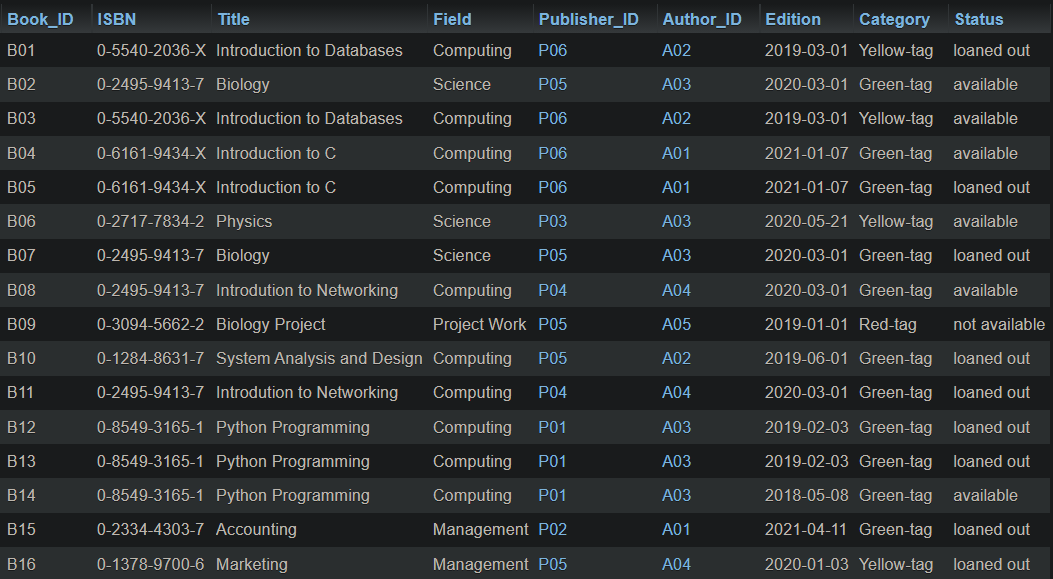 Book_ID ISBN Title Field Publisher_ID Author_ID Edition Category Status
B01 0-5540-2036-X Introduction to Databases Computing P06 A02 2019-03-01 Yellow-tag loaned out
B02 0-2495-9413-7 Biology Science P05 A03 2020-03-01 Green-tag available
B03 0-5540-2036-X Introduction to Databases Computing P06 A02 2019-03-01 Yellow-tag available
B04 0-6161-9434-X Introduction to C Computing P06 A01 2021-01-07 Green-tag available
B05 0-6161-9434-X Introduction to C Computing P06 A01 2021-01-07 Green-tag loaned out
B06 0-2717-7834-2 Physics Science P03 A03 2020-05-21 Yellow-tag available
B07 0-2495-9413-7 Biology Science P05 A03 2020-03-01 Green-tag loaned out
B08 0-2495-9413-7 Introdution to Networking Computing P04 A04 2020-03-01 Green-tag available
B09 0-3094-5662-2 Biology Project Project Work P05 A05 2019-01-01 Red-tag not available
B10 0-1284-8631-7 System Analysis and Design Computing P05 A02 2019-06-01 Green-tag loaned out
B11 0-2495-9413-7 Introdution to Networking Computing P04 A04 2020-03-01 Green-tag loaned out
B12 0-8549-3165-1 Python Programming Computing P01 A03 2019-02-03 Green-tag loaned out
B13 0-8549-3165-1 Python Programming Computing P01 A03 2019-02-03 Green-tag loaned out
B14 0-8549-3165-1 Python Programming Computing P01 A03 2018-05-08 Green-tag available
B15 0-2334-4303-7 Accounting Management P02 A01 2021-04-11 Green-tag loaned out
B16 0-1378-9700-6 Marketing Management P05 A04 2020-01-03 Yellow-tag loaned out